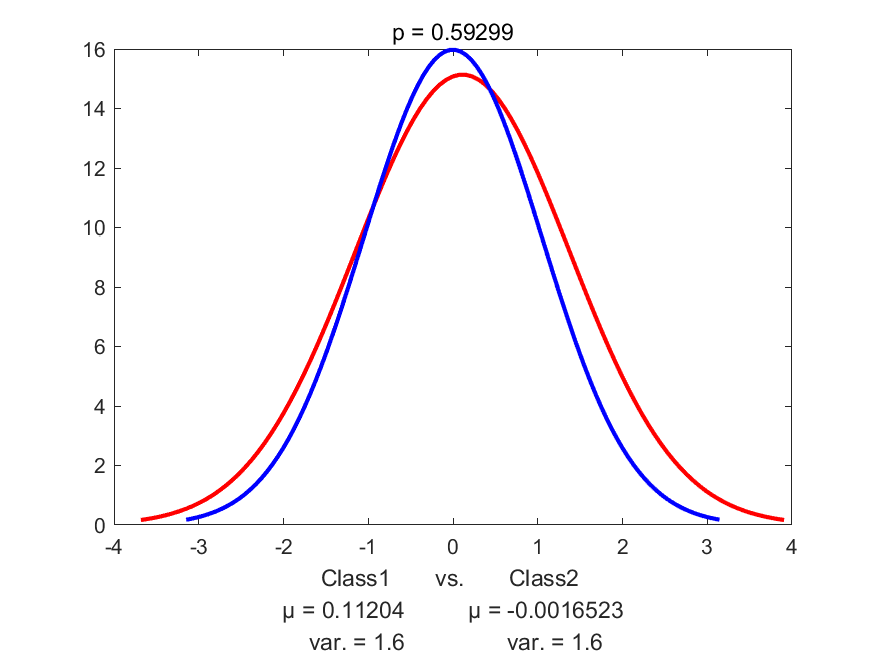 p = 0.59299
16
14
12
10
8
6
4
2
0
-4 -3 -2 -1 0 1 2 3 4
Class1 vs. Class2
μ = 0.11204 μ = -0.0016523
var. = 1.6 var. = 1.6